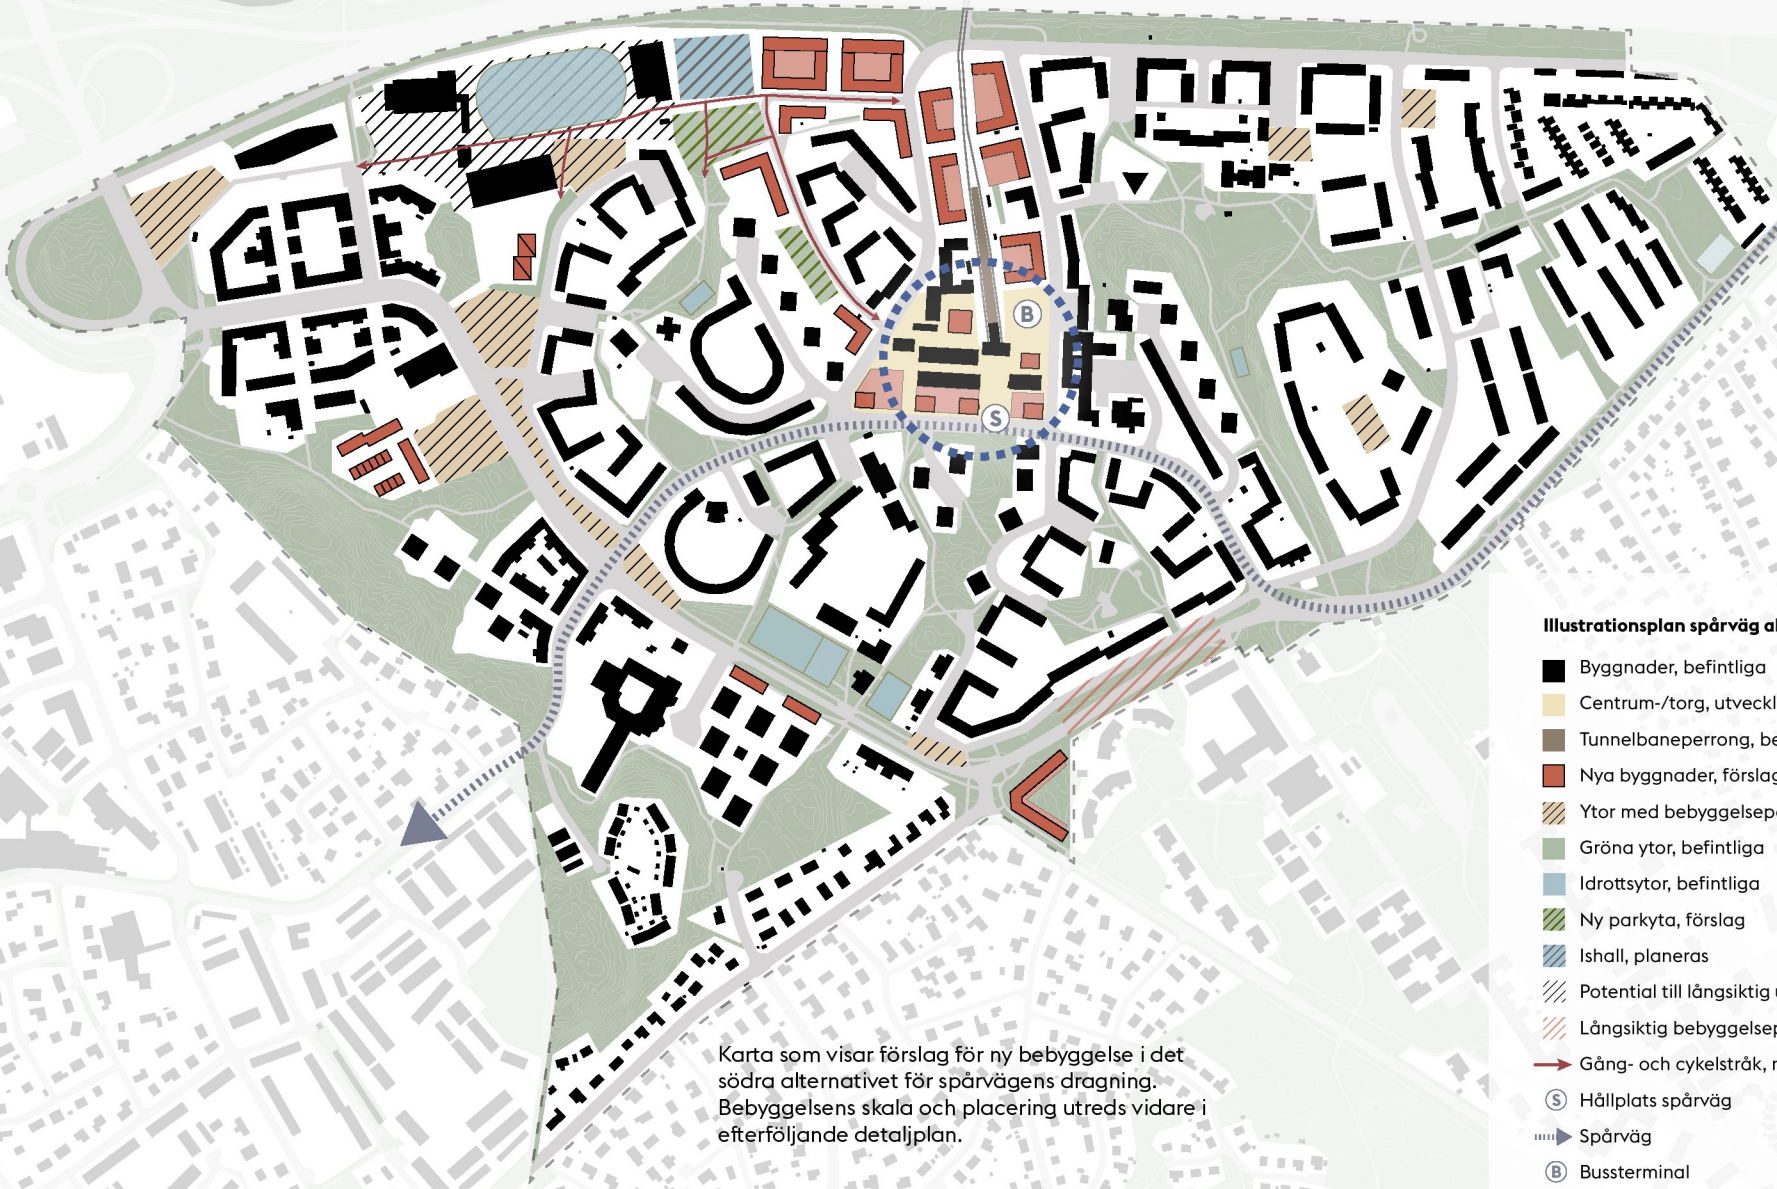 B
S
Illustrationsplan spårväg al
Byggnader, befintliga
Centrum-/torg, utveckl
Tunnelbaneperrong, be
Nya byggnader, förslag
Ytor med bebyggelsepo
Gröna ytor, befintliga
Idrottsytor, befintliga
Ny parkyta, förslag
Ishall, planeras
Potential till långsiktig u
Långsiktig bebyggelsep
Gång- och cykelstråk, n
S Hållplats spårväg
Spårväg
B Bussterminal
Karta som visar förslag för ny bebyggelse i det
södra alternativet för spårvägens dragning.
Bebyggelsens skala och placering utreds vidare i
efterföljande detaljplan.